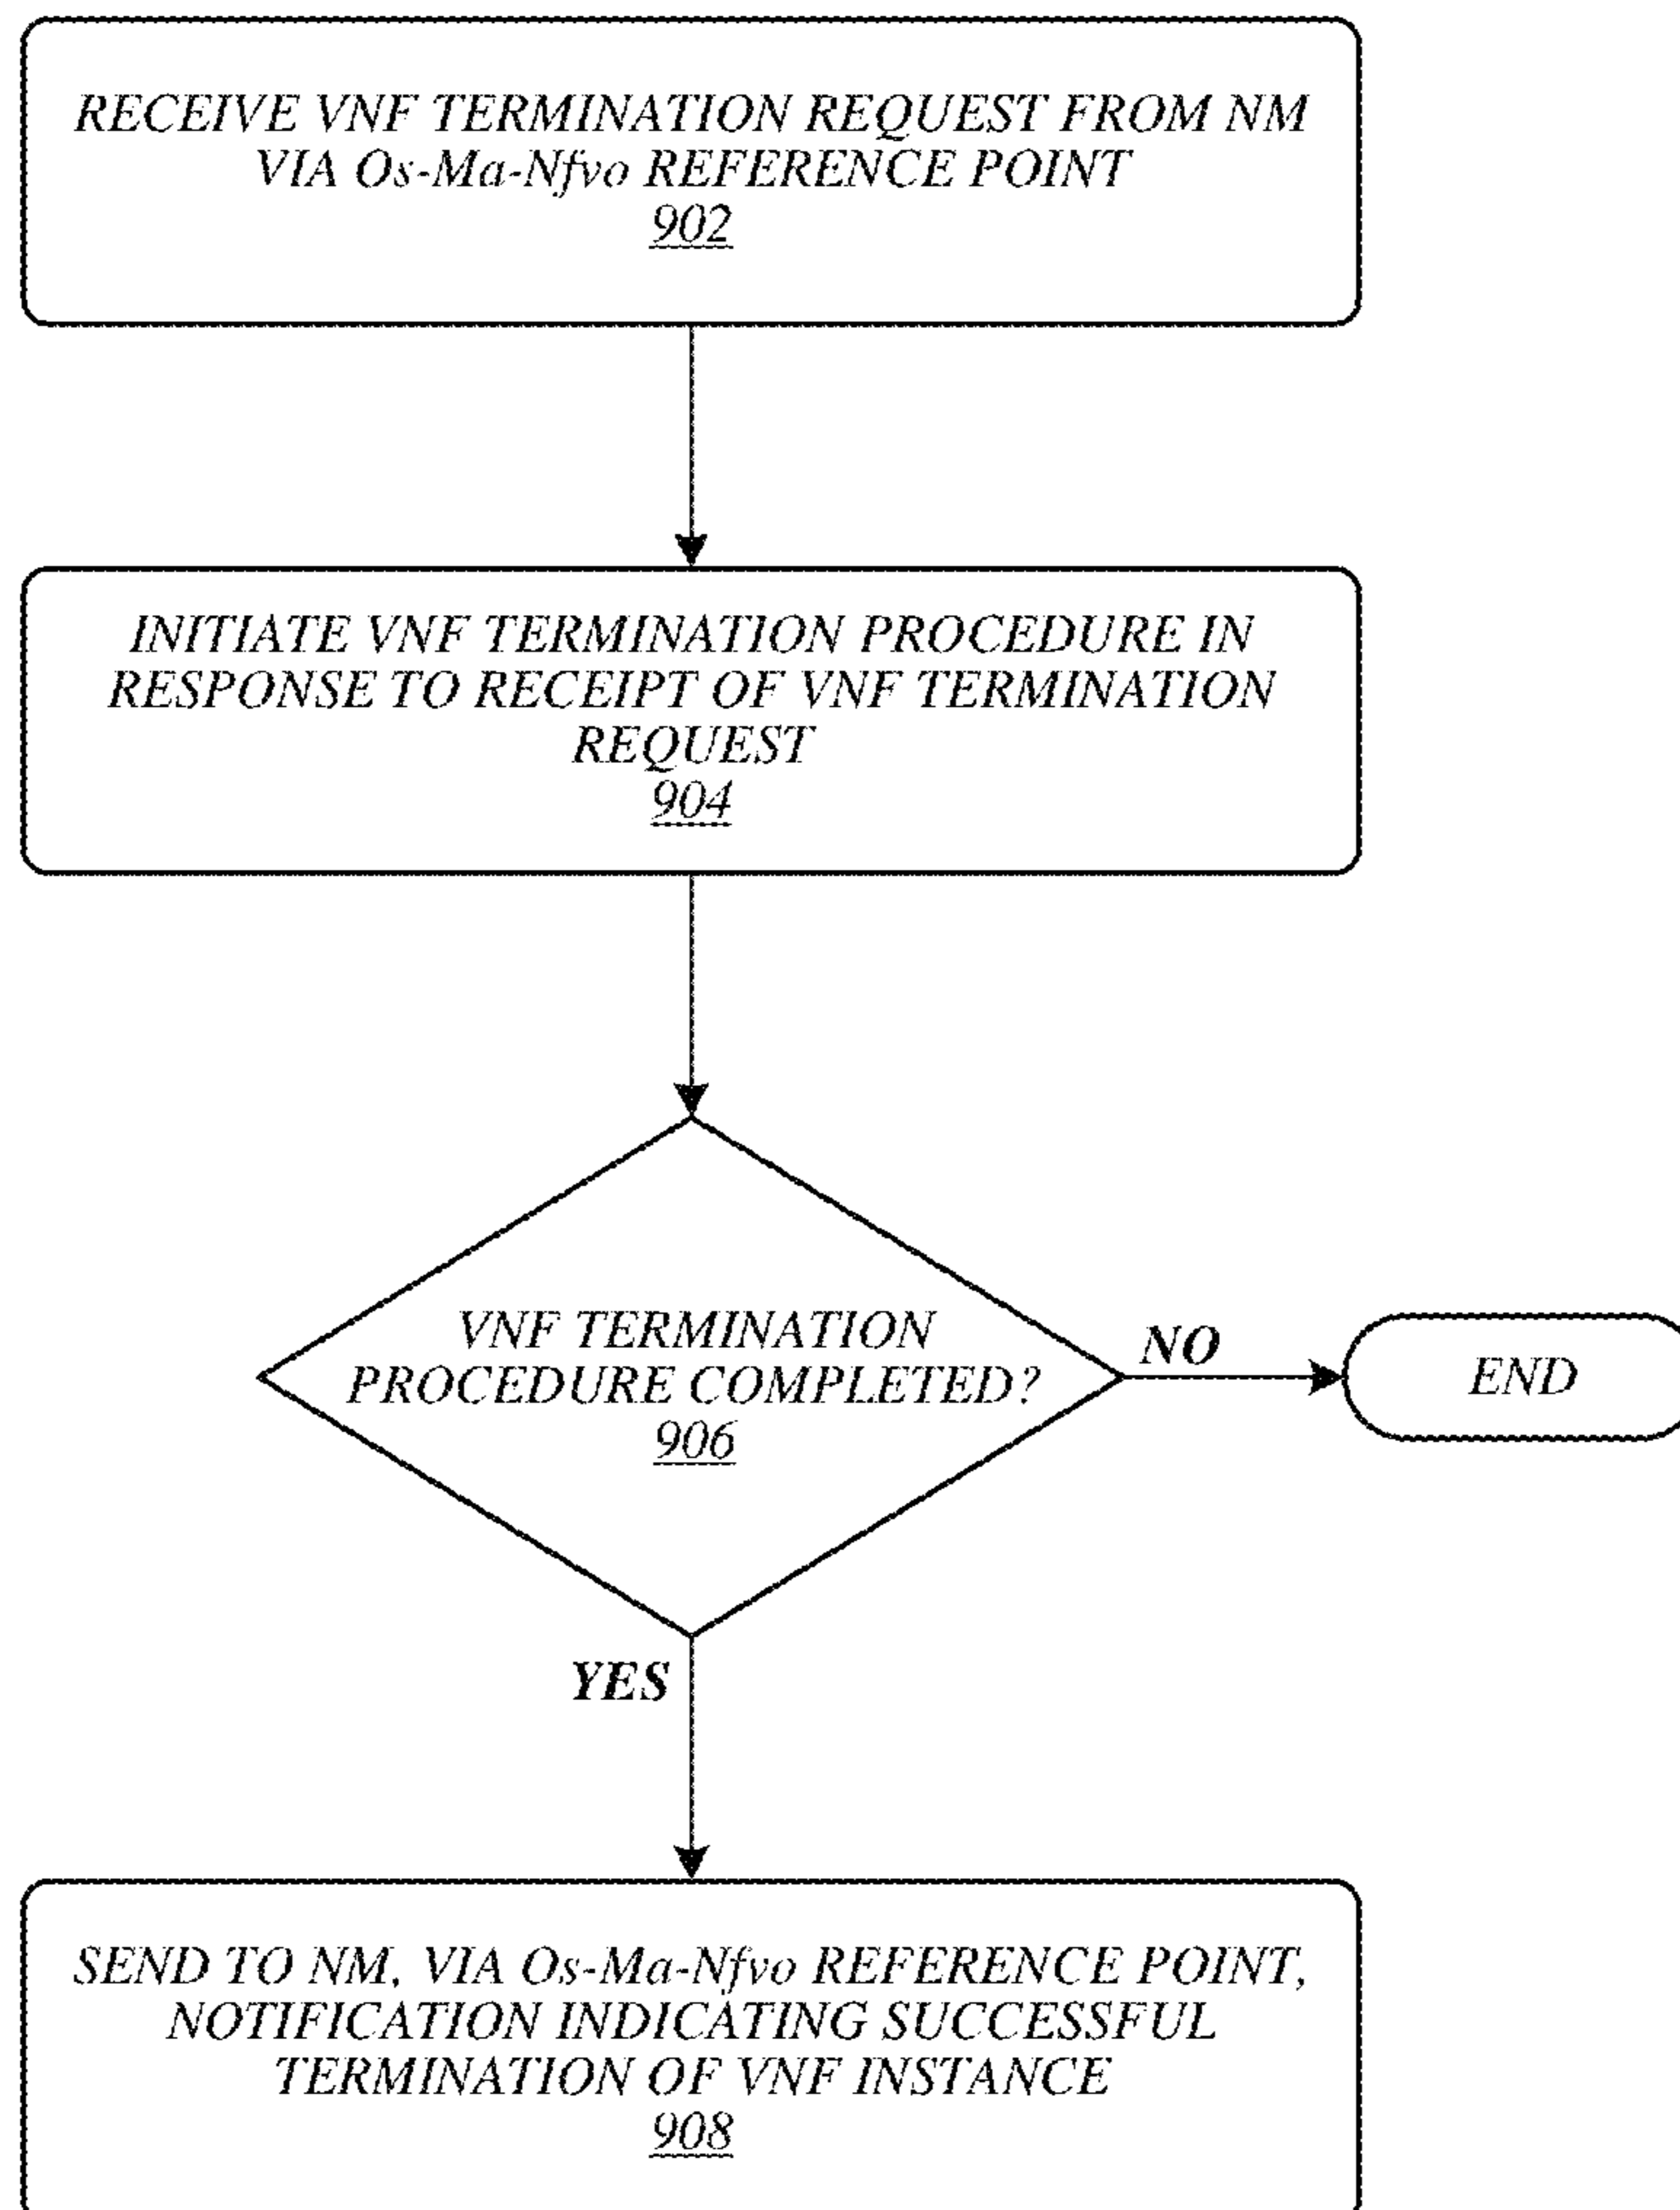 RECEIVE VNF TERMINATION REQUEST FROM NM
VIA Os-Ma-Nfvo REFERENCE POINT
902
INITIATE VNF TERMINATION PROCEDURE IN
RESPONSE TO RECEIPT OF VNF TERMINATION
REQUEST
904
VNF TERMINATION
PROCEDURE COMPLETED?
906
NO
END
YES
SEND TO NM, VIA Os-Ma-Nfvo REFERENCE POINT,
NOTIFICATION INDICATING SUCCESSFUL
TERMINATION OF VNF INSTANCE
908